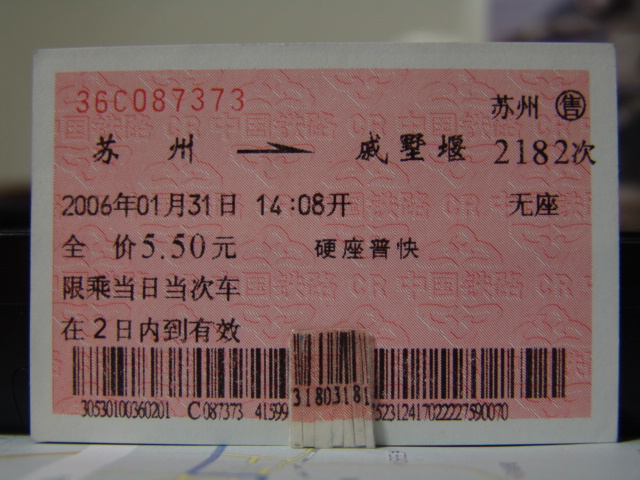 36C087373
苏州 售
苏州 戚墅堰 2182次
2006年01月31日 14:08开 无座
全 价5.50元 硬座普快
限乘当日当次车
在2日内到有效
31803181
30530100360201 C087373 41599 752312417022227590070